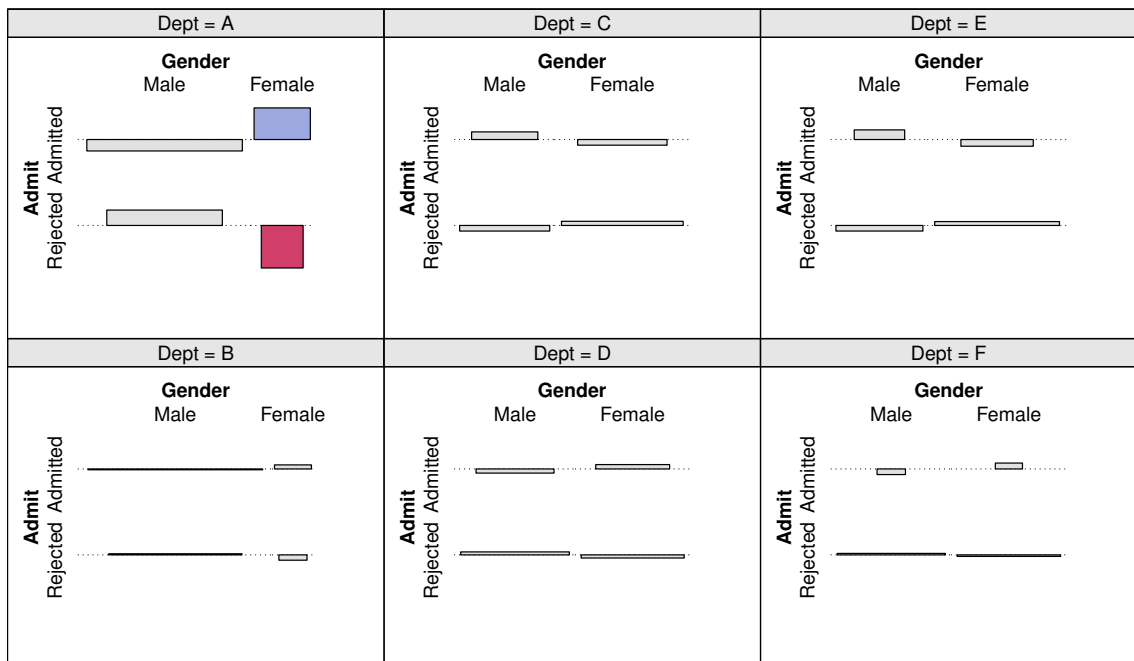 Dept = A
Gender
Male Female
Admit
Admitted
Rejected
Dept = C
Gender
Male Female
Admit
Admitted
Rejected
Dept = E
Gender
Male Female
Admit
Admitted
Rejected
Dept = B
Gender
Male Female
Admit
Admitted
Rejected
Dept = D
Gender
Male Female
Admit
Admitted
Rejected
Dept = F
Gender
Male Female
Admit
Admitted
Rejected